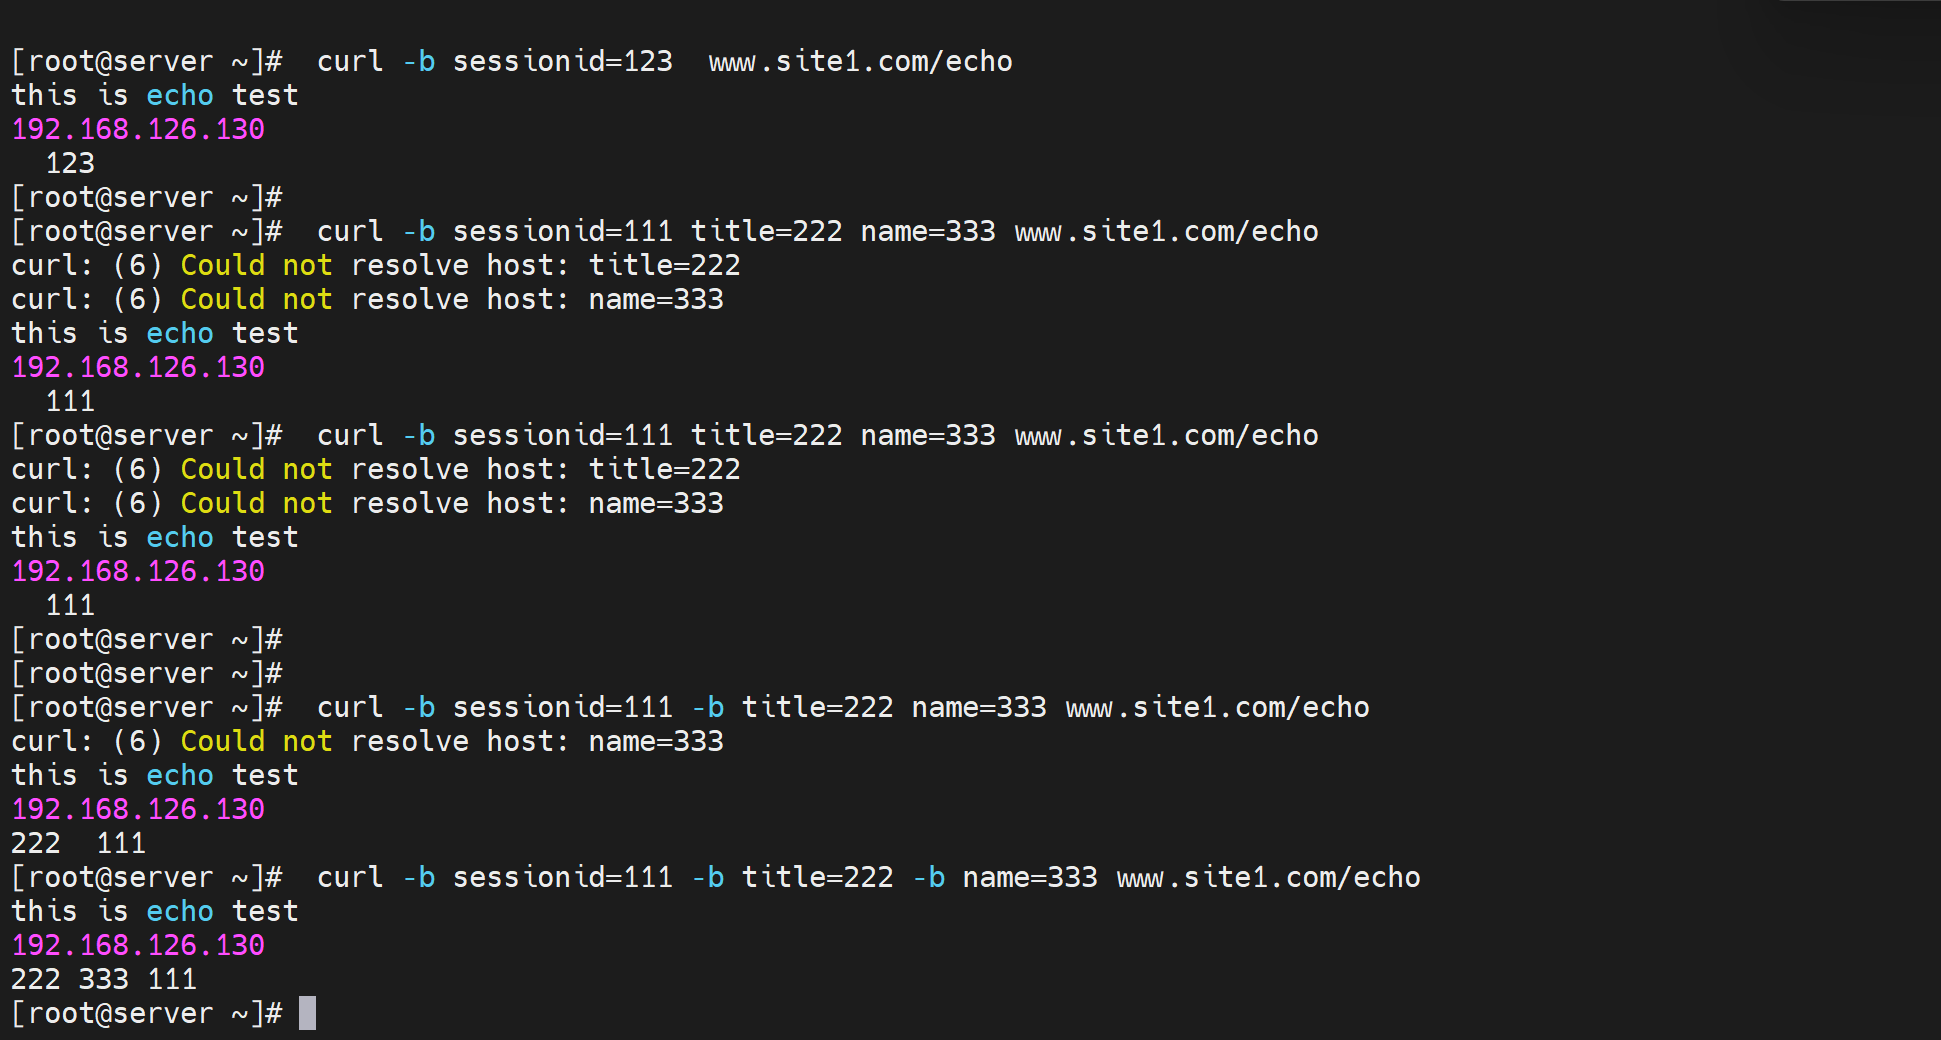 [root@server ~]#  curl -b sessionid=123  www.site1.com/echo
this is echo test
192.168.126.130
  123
[root@server ~]#
[root@server ~]#  curl -b sessionid=111 title=222 name=333 www.site1.com/echo
curl: (6) Could not resolve host: title=222
curl: (6) Could not resolve host: name=333
this is echo test
192.168.126.130
  111
[root@server ~]#  curl -b sessionid=111 title=222 name=333 www.site1.com/echo
curl: (6) Could not resolve host: title=222
curl: (6) Could not resolve host: name=333
this is echo test
192.168.126.130
  111
[root@server ~]#
[root@server ~]#
[root@server ~]#  curl -b sessionid=111 -b title=222 name=333 www.site1.com/echo
curl: (6) Could not resolve host: name=333
this is echo test
192.168.126.130
222  111
[root@server ~]#  curl -b sessionid=111 -b title=222 -b name=333 www.site1.com/echo
this is echo test
192.168.126.130
222 333 111
[root@server ~]#